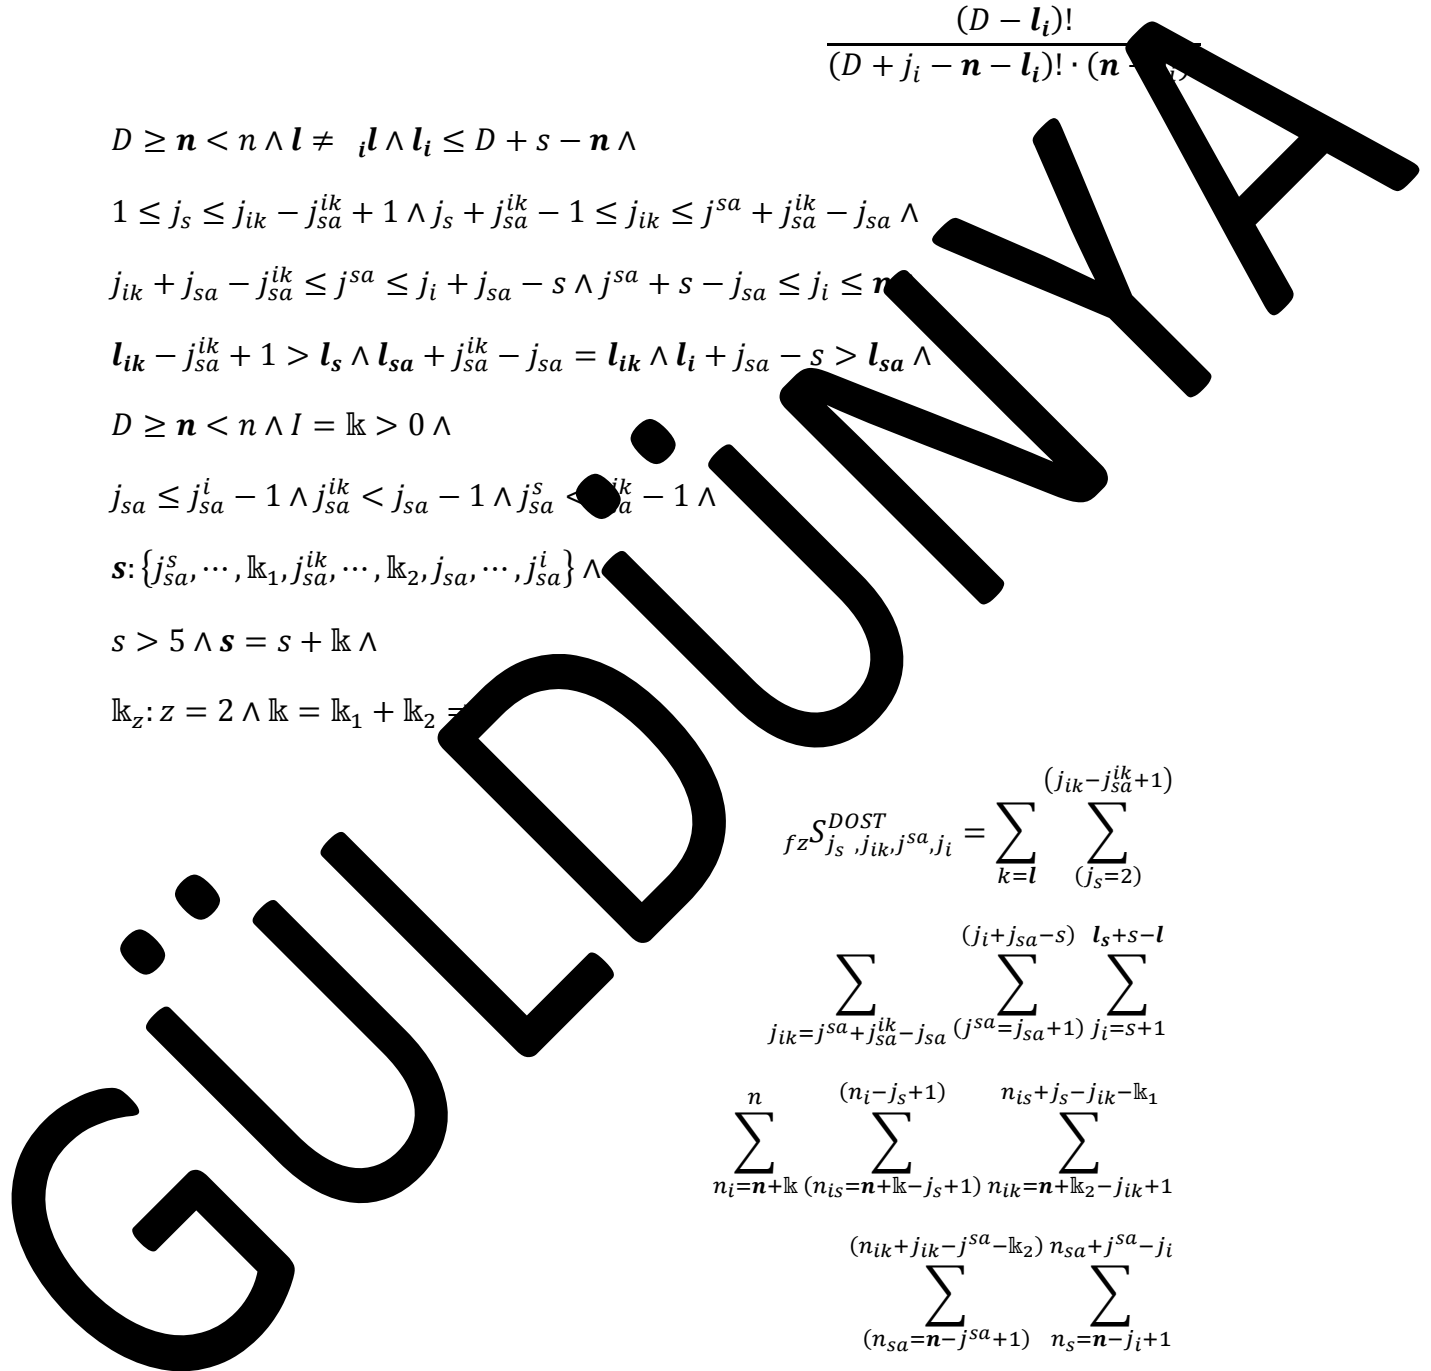 (D − l_i)!
(D + j_i − n − l_i)! · (n
D ≥ n < n ∧ l ≠ _il ∧ l_i ≤ D + s − n ∧
1 ≤ j_s ≤ j_ik − j_sa^ik + 1 ∧ j_s + j_sa^ik − 1 ≤ j_ik ≤ j^sa + j_sa^ik − j_sa ∧
j_ik + j_sa − j_sa^ik ≤ j^sa ≤ j_i + j_sa − s ∧ j^sa + s − j_sa ≤ j_i ≤ n
l_ik − j_sa^ik + 1 > l_s ∧ l_sa + j_sa^ik − j_sa = l_ik ∧ l_i + j_sa − s > l_sa ∧
D ≥ n < n ∧ I = 𝕜 > 0 ∧
j_sa ≤ j_sa^i − 1 ∧ j_sa^ik < j_sa − 1 ∧ j_sa^s < − 1 ∧
s: {j_sa^s, ⋯ , 𝕜_1, j_sa^ik, ⋯ , 𝕜_2, j_sa, ⋯ , j_sa^i} ∧
s > 5 ∧ s = s + 𝕜 ∧
𝕜_z: z = 2 ∧ 𝕜 = 𝕜_1 + 𝕜_2
_fzS_{j_s ,j_ik,j^sa,j_i}^DOST = ∑_{k=l} ∑_{(j_s=2)}^{(j_ik−j_sa^ik+1)}
∑_{j_ik=j^sa+j_sa^ik−j_sa} ∑_{(j^sa=j_sa+1)}^{(j_i+j_sa−s)} ∑_{j_i=s+1}^{l_s+s−l}
∑_{n_i=n+𝕜}^{n} ∑_{(n_is=n+𝕜−j_s+1)}^{(n_i−j_s+1)} ∑_{n_ik=n+𝕜_2−j_ik+1}^{n_is+j_s−j_ik−𝕜_1}
∑_{(n_sa=n−j^sa+1)}^{(n_ik+j_ik−j^sa−𝕜_2)} ∑_{n_s=n−j_i+1}^{n_sa+j^sa−j_i}
GÜLDÜNYA